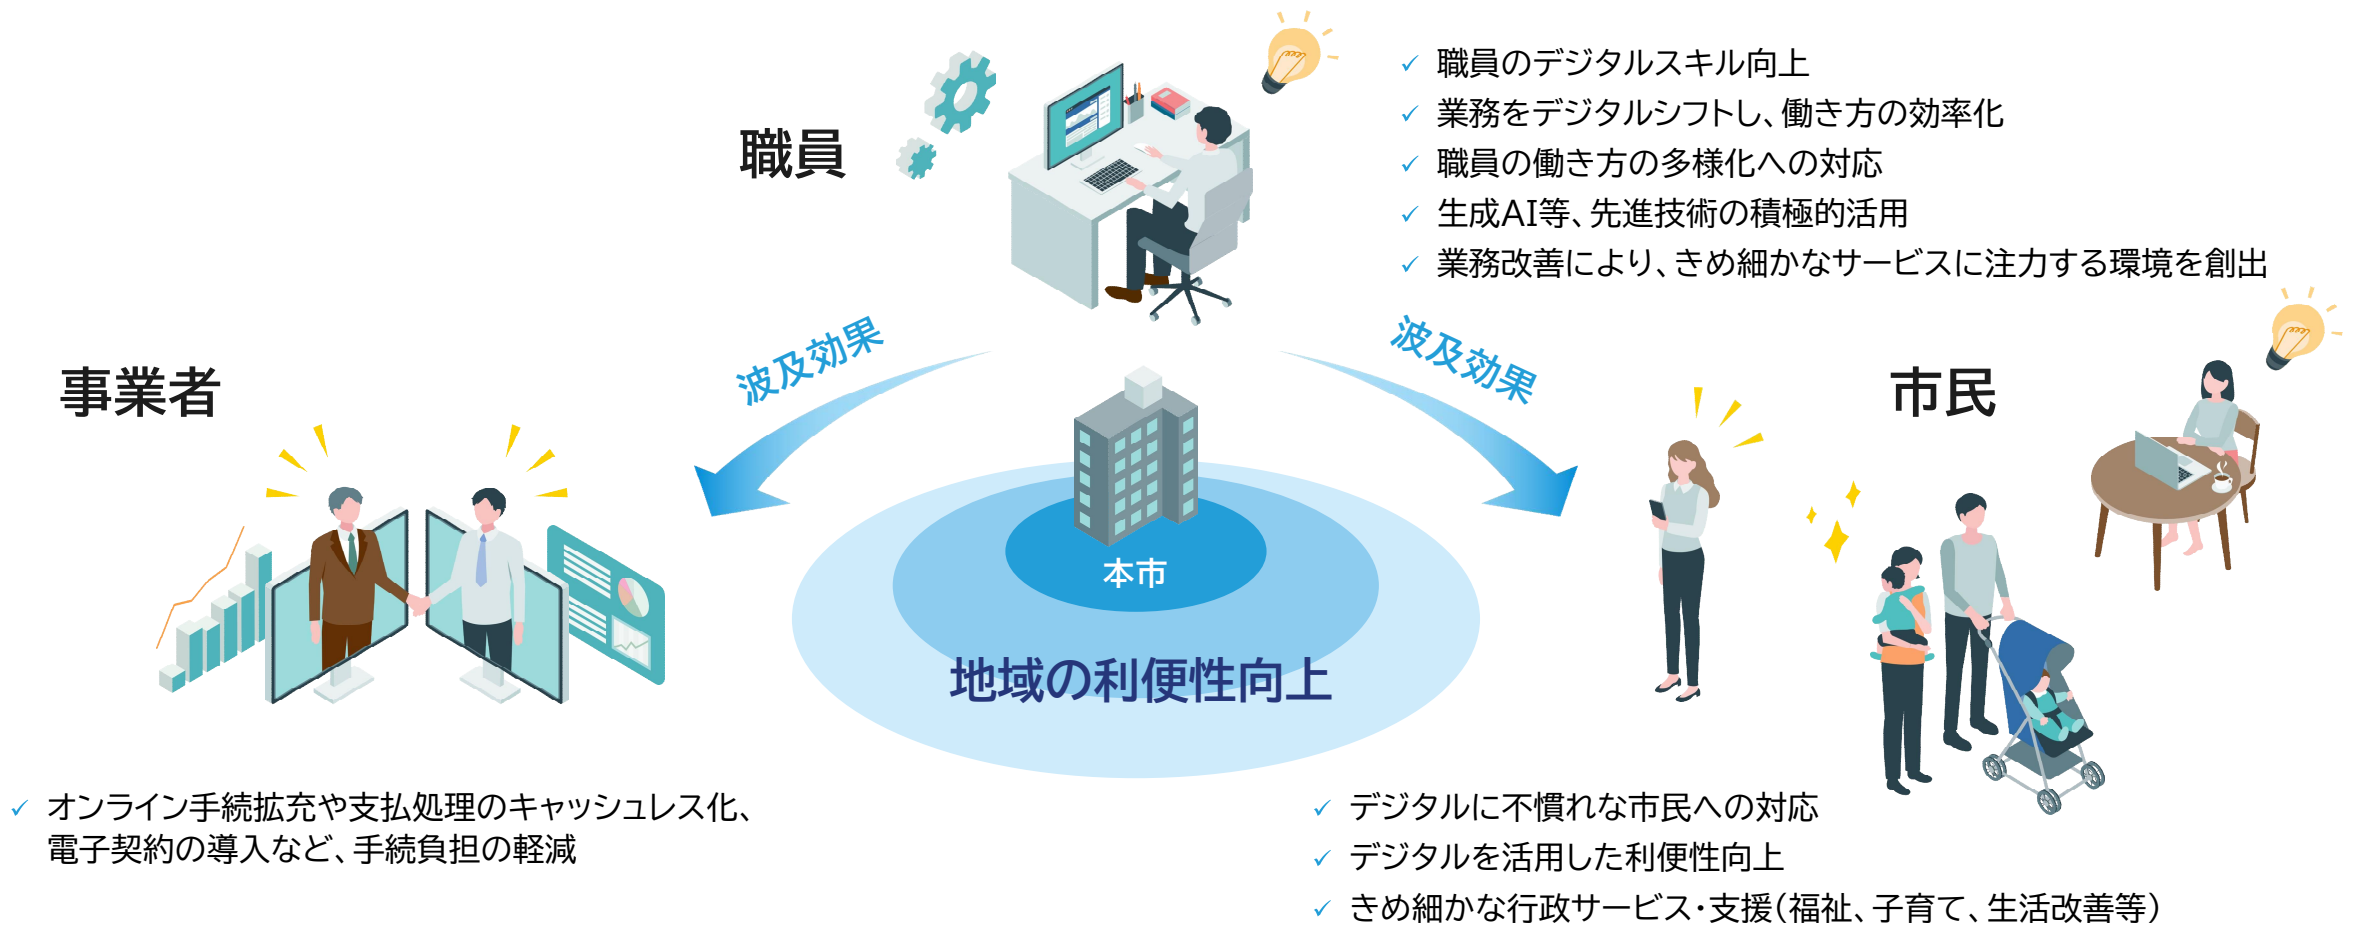 職員
✓ 職員のデジタルスキル向上
✓ 業務をデジタルシフトし、働き方の効率化
✓ 職員の働き方の多様化への対応
✓ 生成AI等、先進技術の積極的活用
✓ 業務改善により、きめ細かなサービスに注力する環境を創出
波及効果
波及効果
事業者
市民
本市
地域の利便性向上
✓ オンライン手続拡充や支払処理のキャッシュレス化、
電子契約の導入など、手続負担の軽減
✓ デジタルに不慣れな市民への対応
✓ デジタルを活用した利便性向上
✓ きめ細かな行政サービス・支援（福祉、子育て、生活改善等）